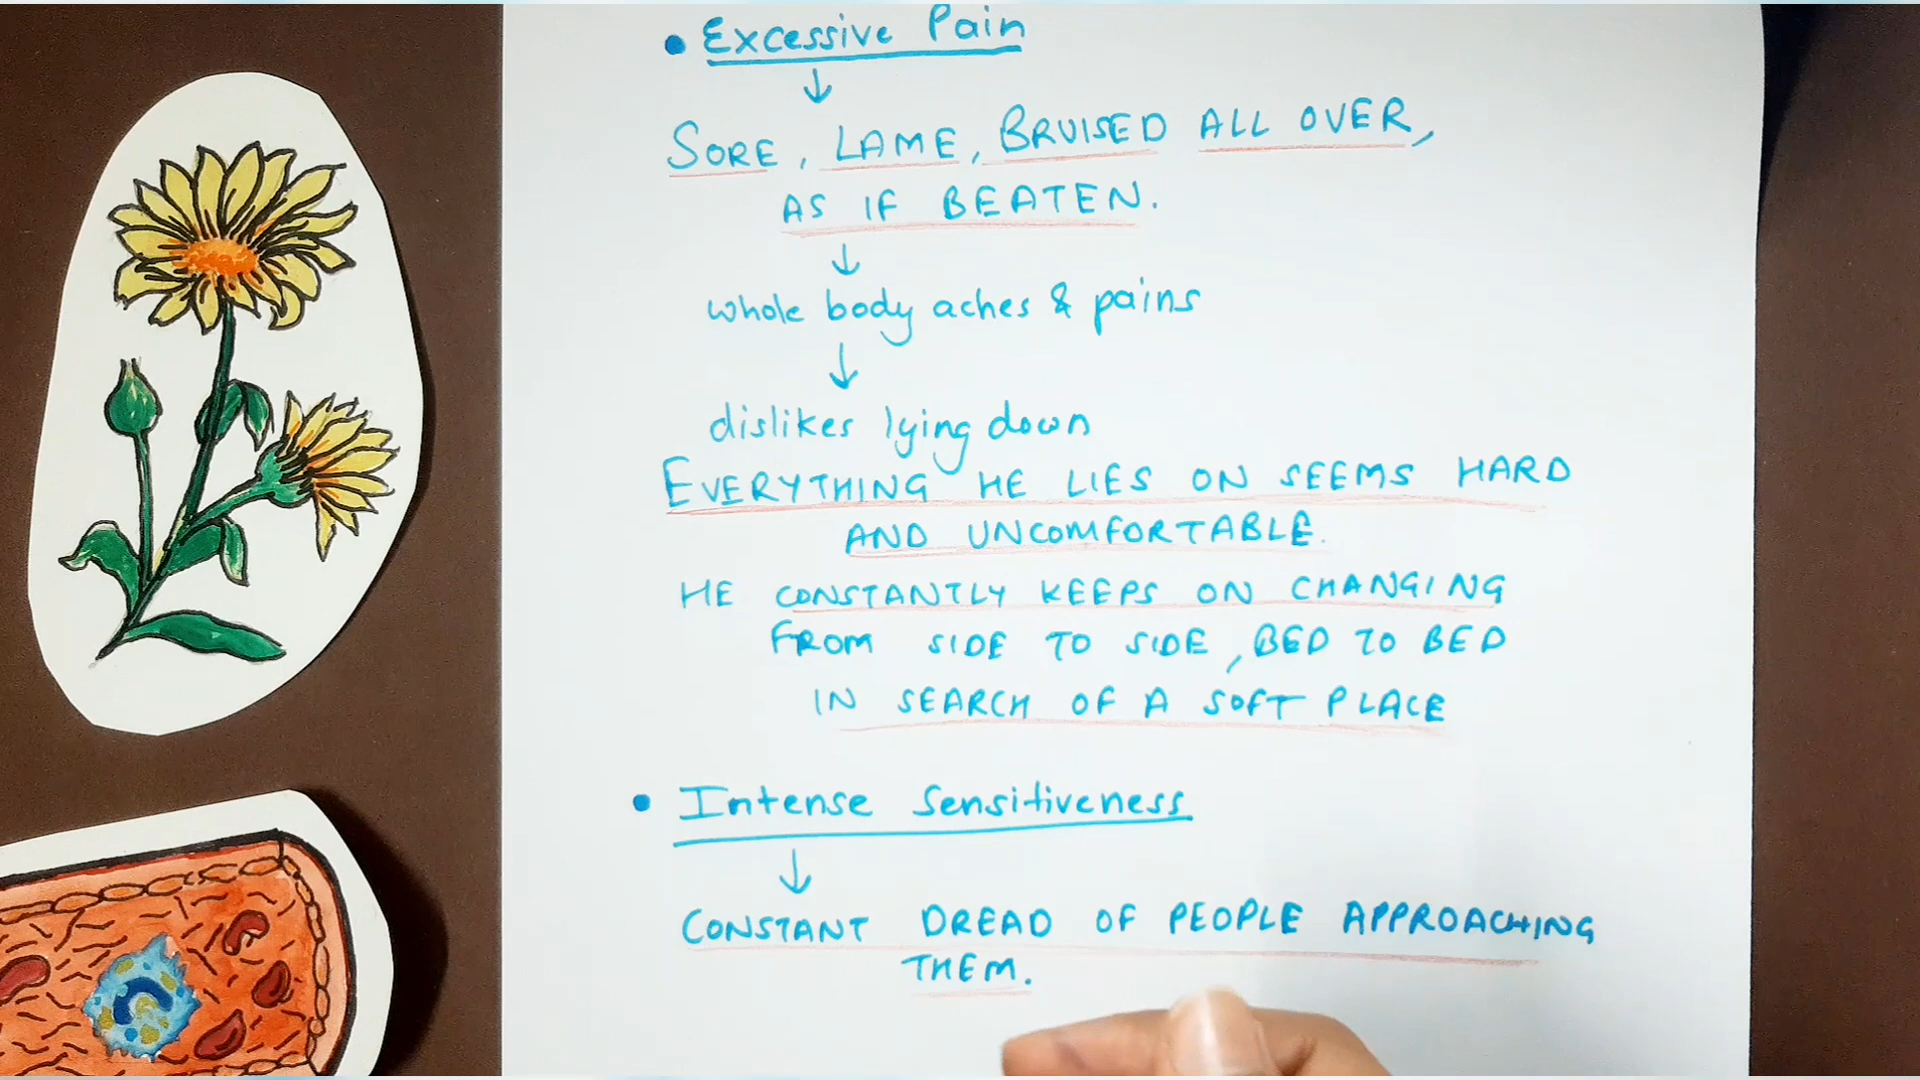 • Excessive Pain
↓
SORE, LAME, BRUISED ALL OVER,
AS IF BEATEN.
↓
whole body aches & pains
↓
dislikes lying down
EVERYTHING HE LIES ON SEEMS HARD
AND UNCOMFORTABLE.
HE CONSTANTLY KEEPS ON CHANGING
FROM SIDE TO SIDE, BED TO BED
IN SEARCH OF A SOFT PLACE
• Intense Sensitiveness
↓
CONSTANT DREAD OF PEOPLE APPROACHING
THEM.